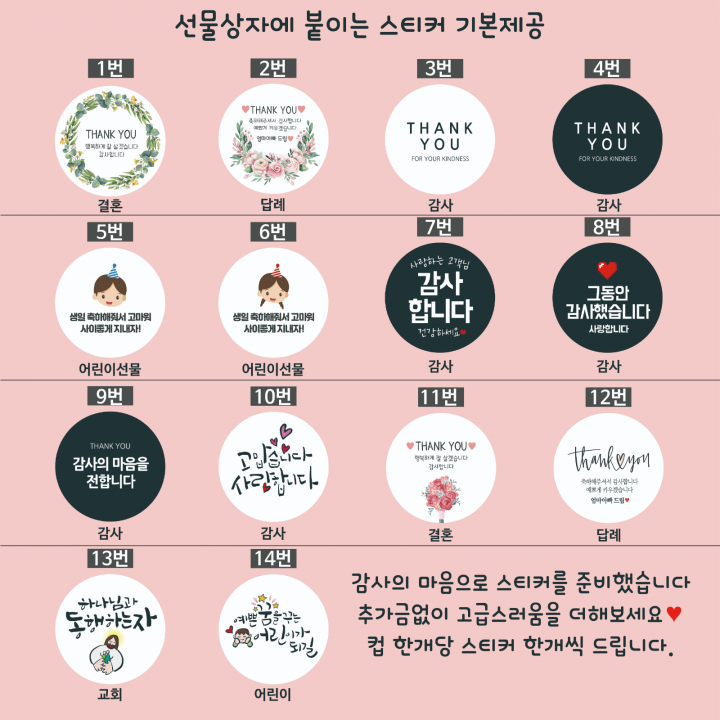 선물상자에 붙이는 스티커 기본제공
1번
2번
3번
4번
THANK YOU
행복하게 잘 살겠습니다
감사합니다
THANK YOU
축하해주셔서 감사합니다
예쁘게 키우겠습니다
엄마아빠 드림
THANK
YOU
FOR YOUR KINDNESS
THANK
YOU
FOR YOUR KINDNESS
결혼
답례
감사
감사
5번
6번
7번
8번
생일 축하해줘서 고마워
사이좋게 지내자!
생일 축하해줘서 고마워
사이좋게 지내자!
사랑하는 고객님
감사
합니다
건강하세요
그동안
감사했습니다
사랑합니다
어린이선물
어린이선물
감사
감사
9번
10번
11번
12번
THANK YOU
감사의 마음을
전합니다
고맙습니다
사랑합니다
THANK YOU
행복하게 잘 살겠습니다
감사합니다
thank you
축하해주셔서 감사합니다
예쁘게 키우겠습니다
엄마아빠 드림
감사
감사
결혼
답례
13번
14번
하나님과
동행하는자
예쁜 꿈을 꾸는
어린이가
되길
교회
어린이
감사의 마음으로 스티커를 준비했습니다
추가금없이 고급스러움을 더해보세요♥
컵 한개당 스티커 한개씩 드립니다.